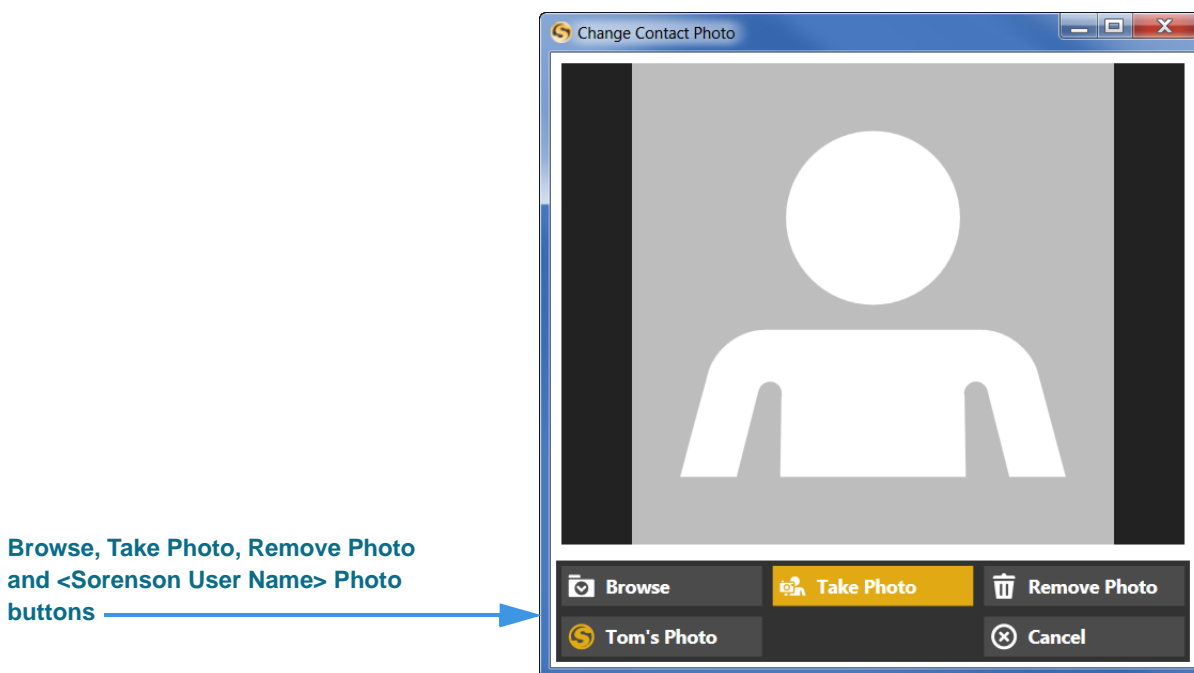 Change Contact Photo
Browse, Take Photo, Remove Photo
and <Sorenson User Name> Photo
buttons
Browse
Take Photo
Remove Photo
Tom's Photo
Cancel